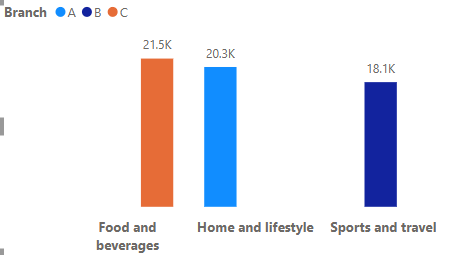 Branch A B C
21.5K
20.3K
18.1K
Food and
beverages
Home and lifestyle
Sports and travel